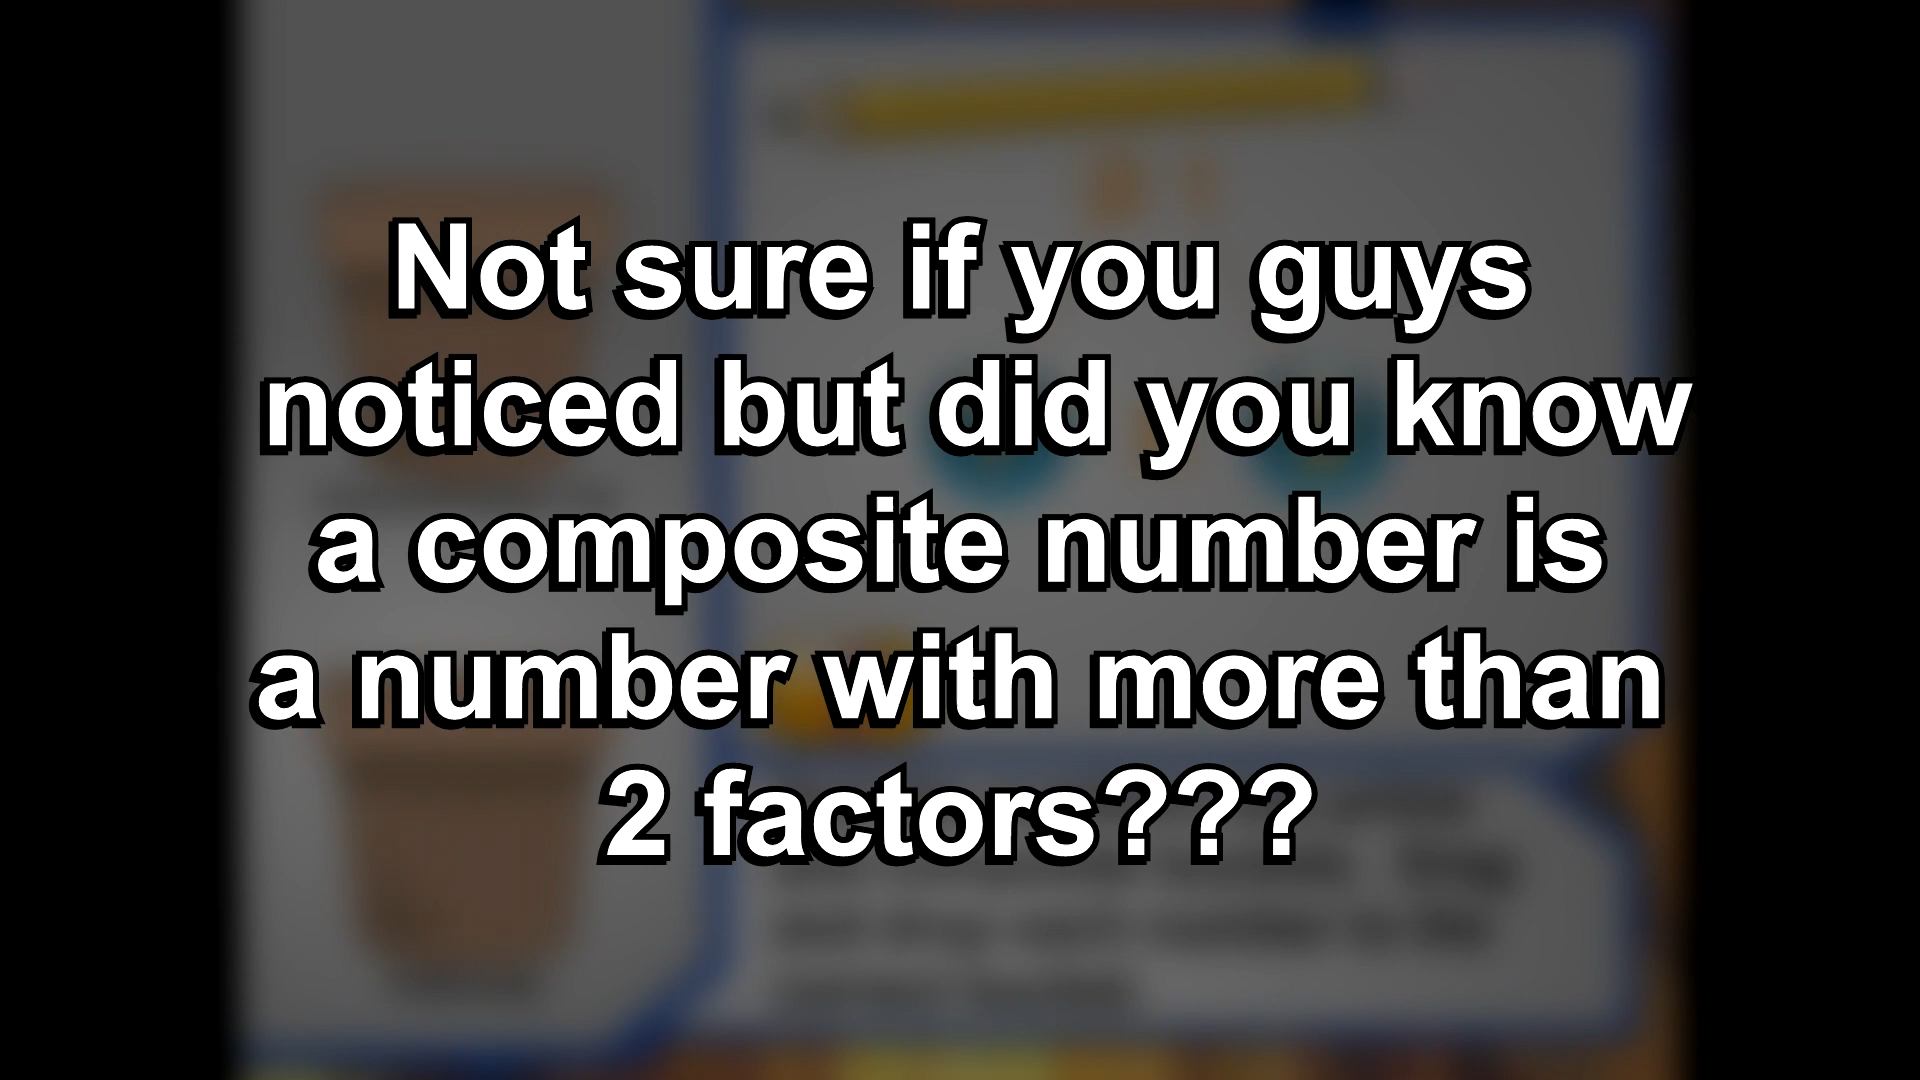 Not sure if you guys
noticed but did you know
a composite number is
a number with more than
2 factors???